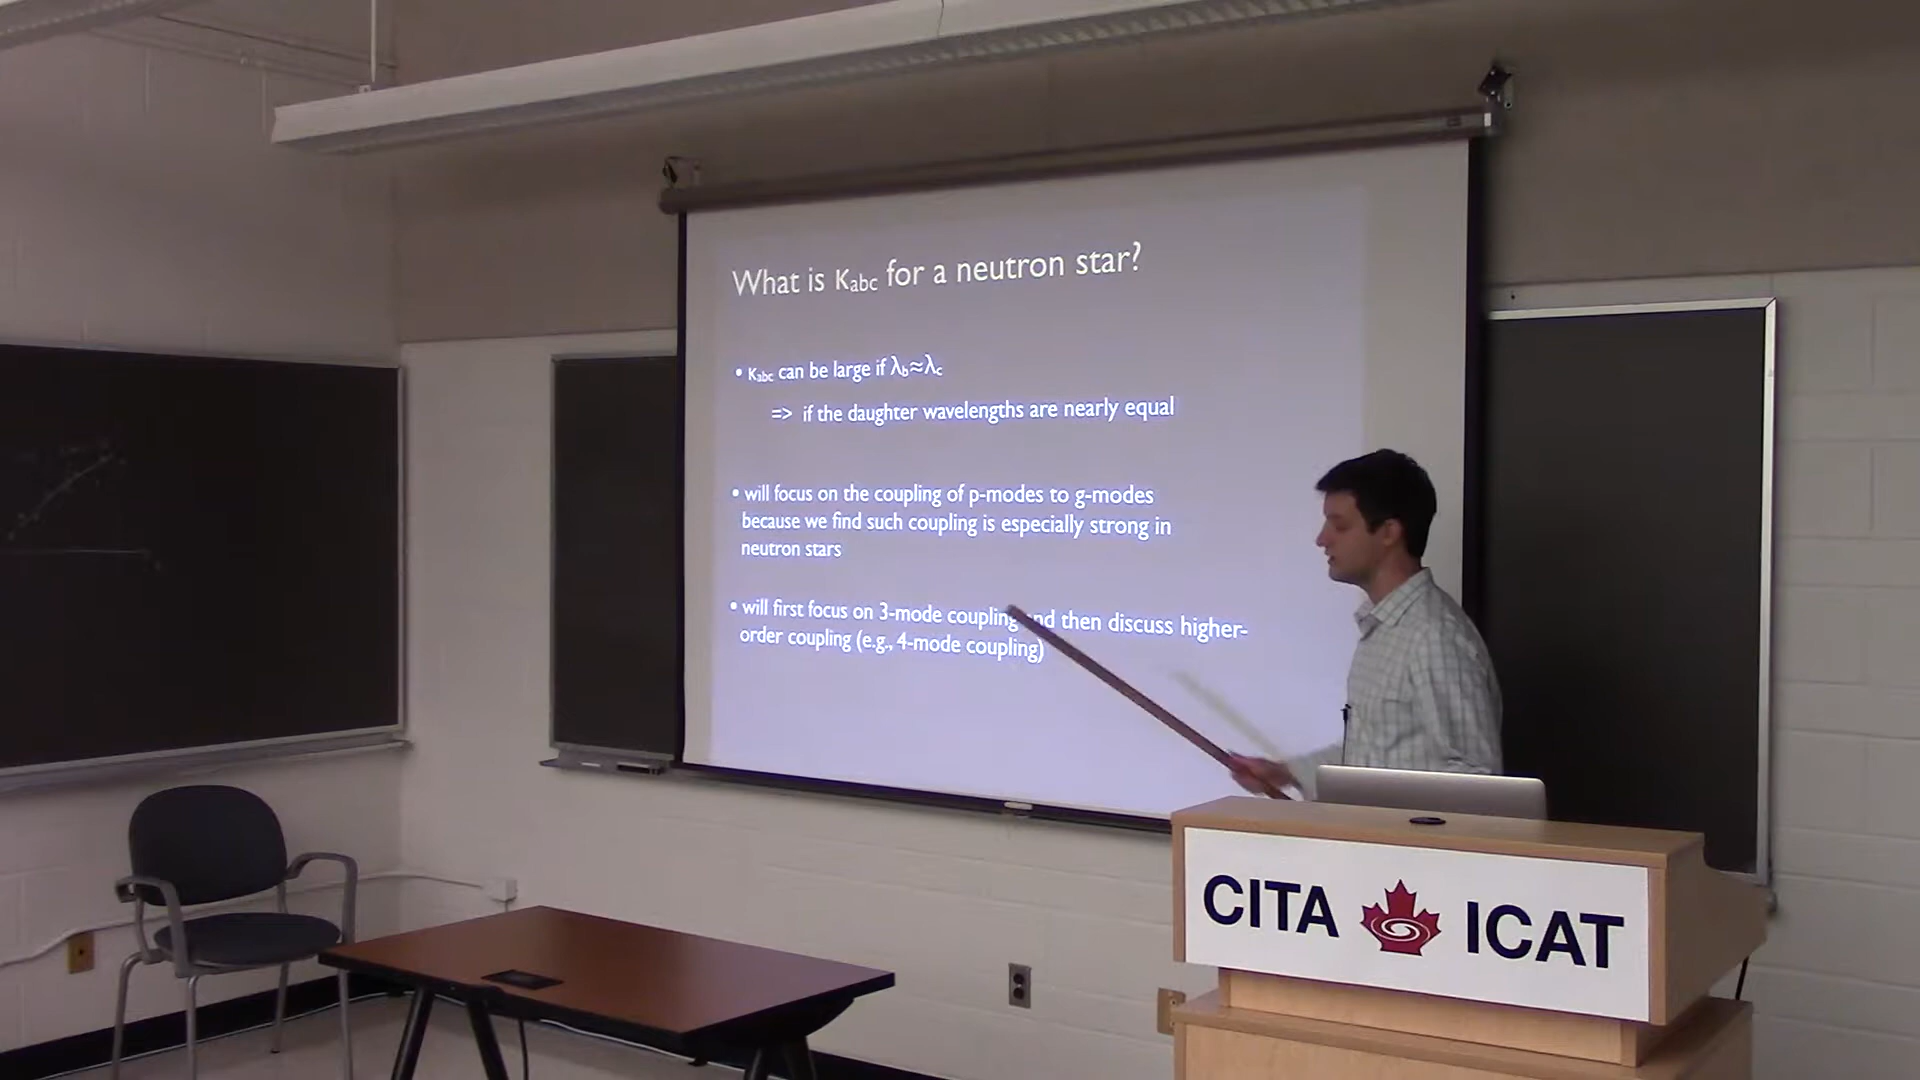 What is κabc for a neutron star?
• κabc can be large if λb≈λc
=> if the daughter wavelengths are nearly equal
• will focus on the coupling of p-modes to g-modes
because we find such coupling is especially strong in
neutron stars
• will first focus on 3-mode coupling and then discuss higher-
order coupling (e.g., 4-mode coupling)
CITA ICAT